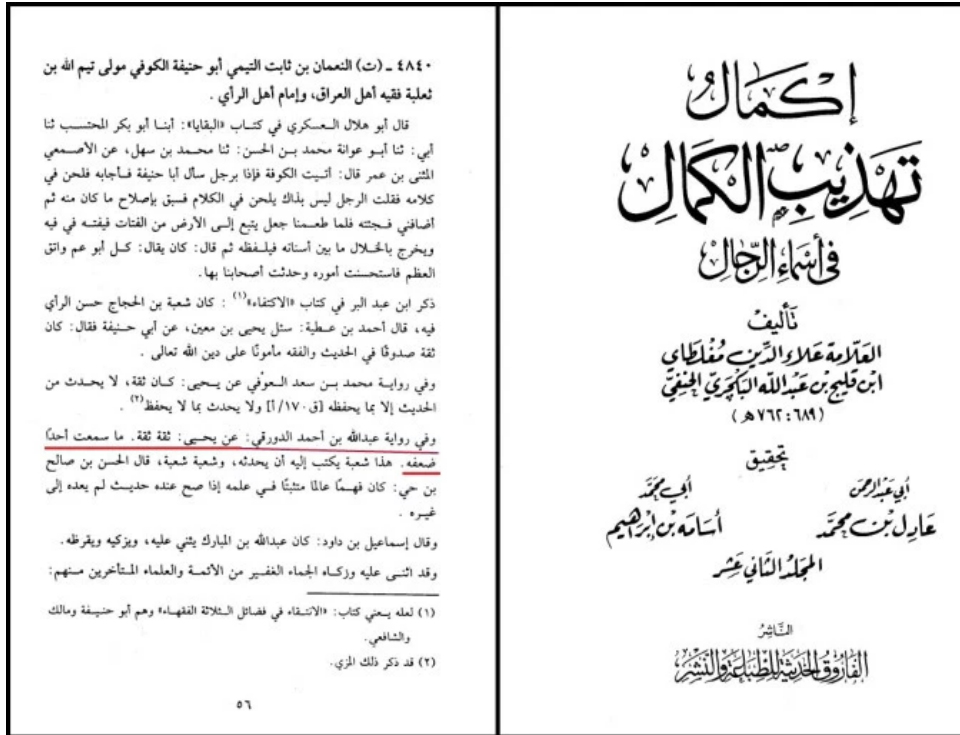 إكمال
تهذيب الكمال
في أسماء الرجال
تأليف
العلامة علاء الدين مغلطاي
ابن قليج بن عبد الله البكجري الحنفي
(٦٨٩ : ٧٦٢ هـ)
تحقيق
أبي عبد الرحمن
أبي محمد
عادل بن محمد
أسامة بن إبراهيم
المجلد الثاني عشر
الناشر
الفاروق الحديثة للطباعة والنشر
٤٨٤٠ ـ (ت) النعمان بن ثابت التيمي أبو حنيفة الكوفي مولى تيم الله بن
ثعلبة فقيه أهل العراق، وإمام أهل الرأي .
قال أبو هلال العسكري في كتاب «البقايا»: أبنا أبو بكر المحتسب ثنا
أبي: ثنا أبو عوانة محمد بن الحسن: ثنا محمد بن سهل، عن الأصمعي
المثنى بن عمر قال: أتيت الكوفة فإذا برجل سأل أبا حنيفة فأجابه فلحن في
كلامه فقلت الرجل ليس بذاك يلحن في الكلام فسبق بإصلاح ما كان منه ثم
أضافني فجئته فلما طعمنا جعل يتبع إلى الأرض من الفتات فيفته في فيه
ويخرج بالخلال ما بين أسنانه فيلفظه ثم قال: كان يقال: كل أبو عم واتق
العظم فاستحسنت أموره وحدثت أصحابنا بها.
ذكر ابن عبد البر في كتاب «الاكتفاء»(١) : كان شعبة بن الحجاج حسن الرأي
فيه، قال أحمد بن عطية: سئل يحيى بن معين، عن أبي حنيفة فقال: كان
ثقة صدوقًا في الحديث والفقه مأمونًا على دين الله تعالى .
وفي رواية محمد بن سعد العوفي عن يحيى: كان ثقة، لا يحدث من
الحديث إلا بما يحفظه [ق١٧٠/أ] ولا يحدث بما لا يحفظ(٢) .
وفي رواية عبدالله بن أحمد الدورقي: عن يحيى: ثقة ثقة. ما سمعت أحدًا
ضعفه. هذا شعبة يكتب إليه أن يحدثه، وشعبة شعبة، قال الحسن بن صالح
بن حي: كان فهمًا عالما متثبتًا في علمه إذا صح عنده حديث لم يعده إلى
غيره .
وقال إسماعيل بن داود: كان عبدالله بن المبارك يثني عليه، ويزكيه ويقرظه.
وقد اثنى عليه وزكاه الجماء الغفير من الأئمة والعلماء المتأخرين منهم:
(١) لعله يعني كتاب: «الانتقاء في فضائل الثلاثة الفقهاء» وهم أبو حنيفة ومالك
والشافعي.
(٢) قد ذكر ذلك المزي.
٥٦